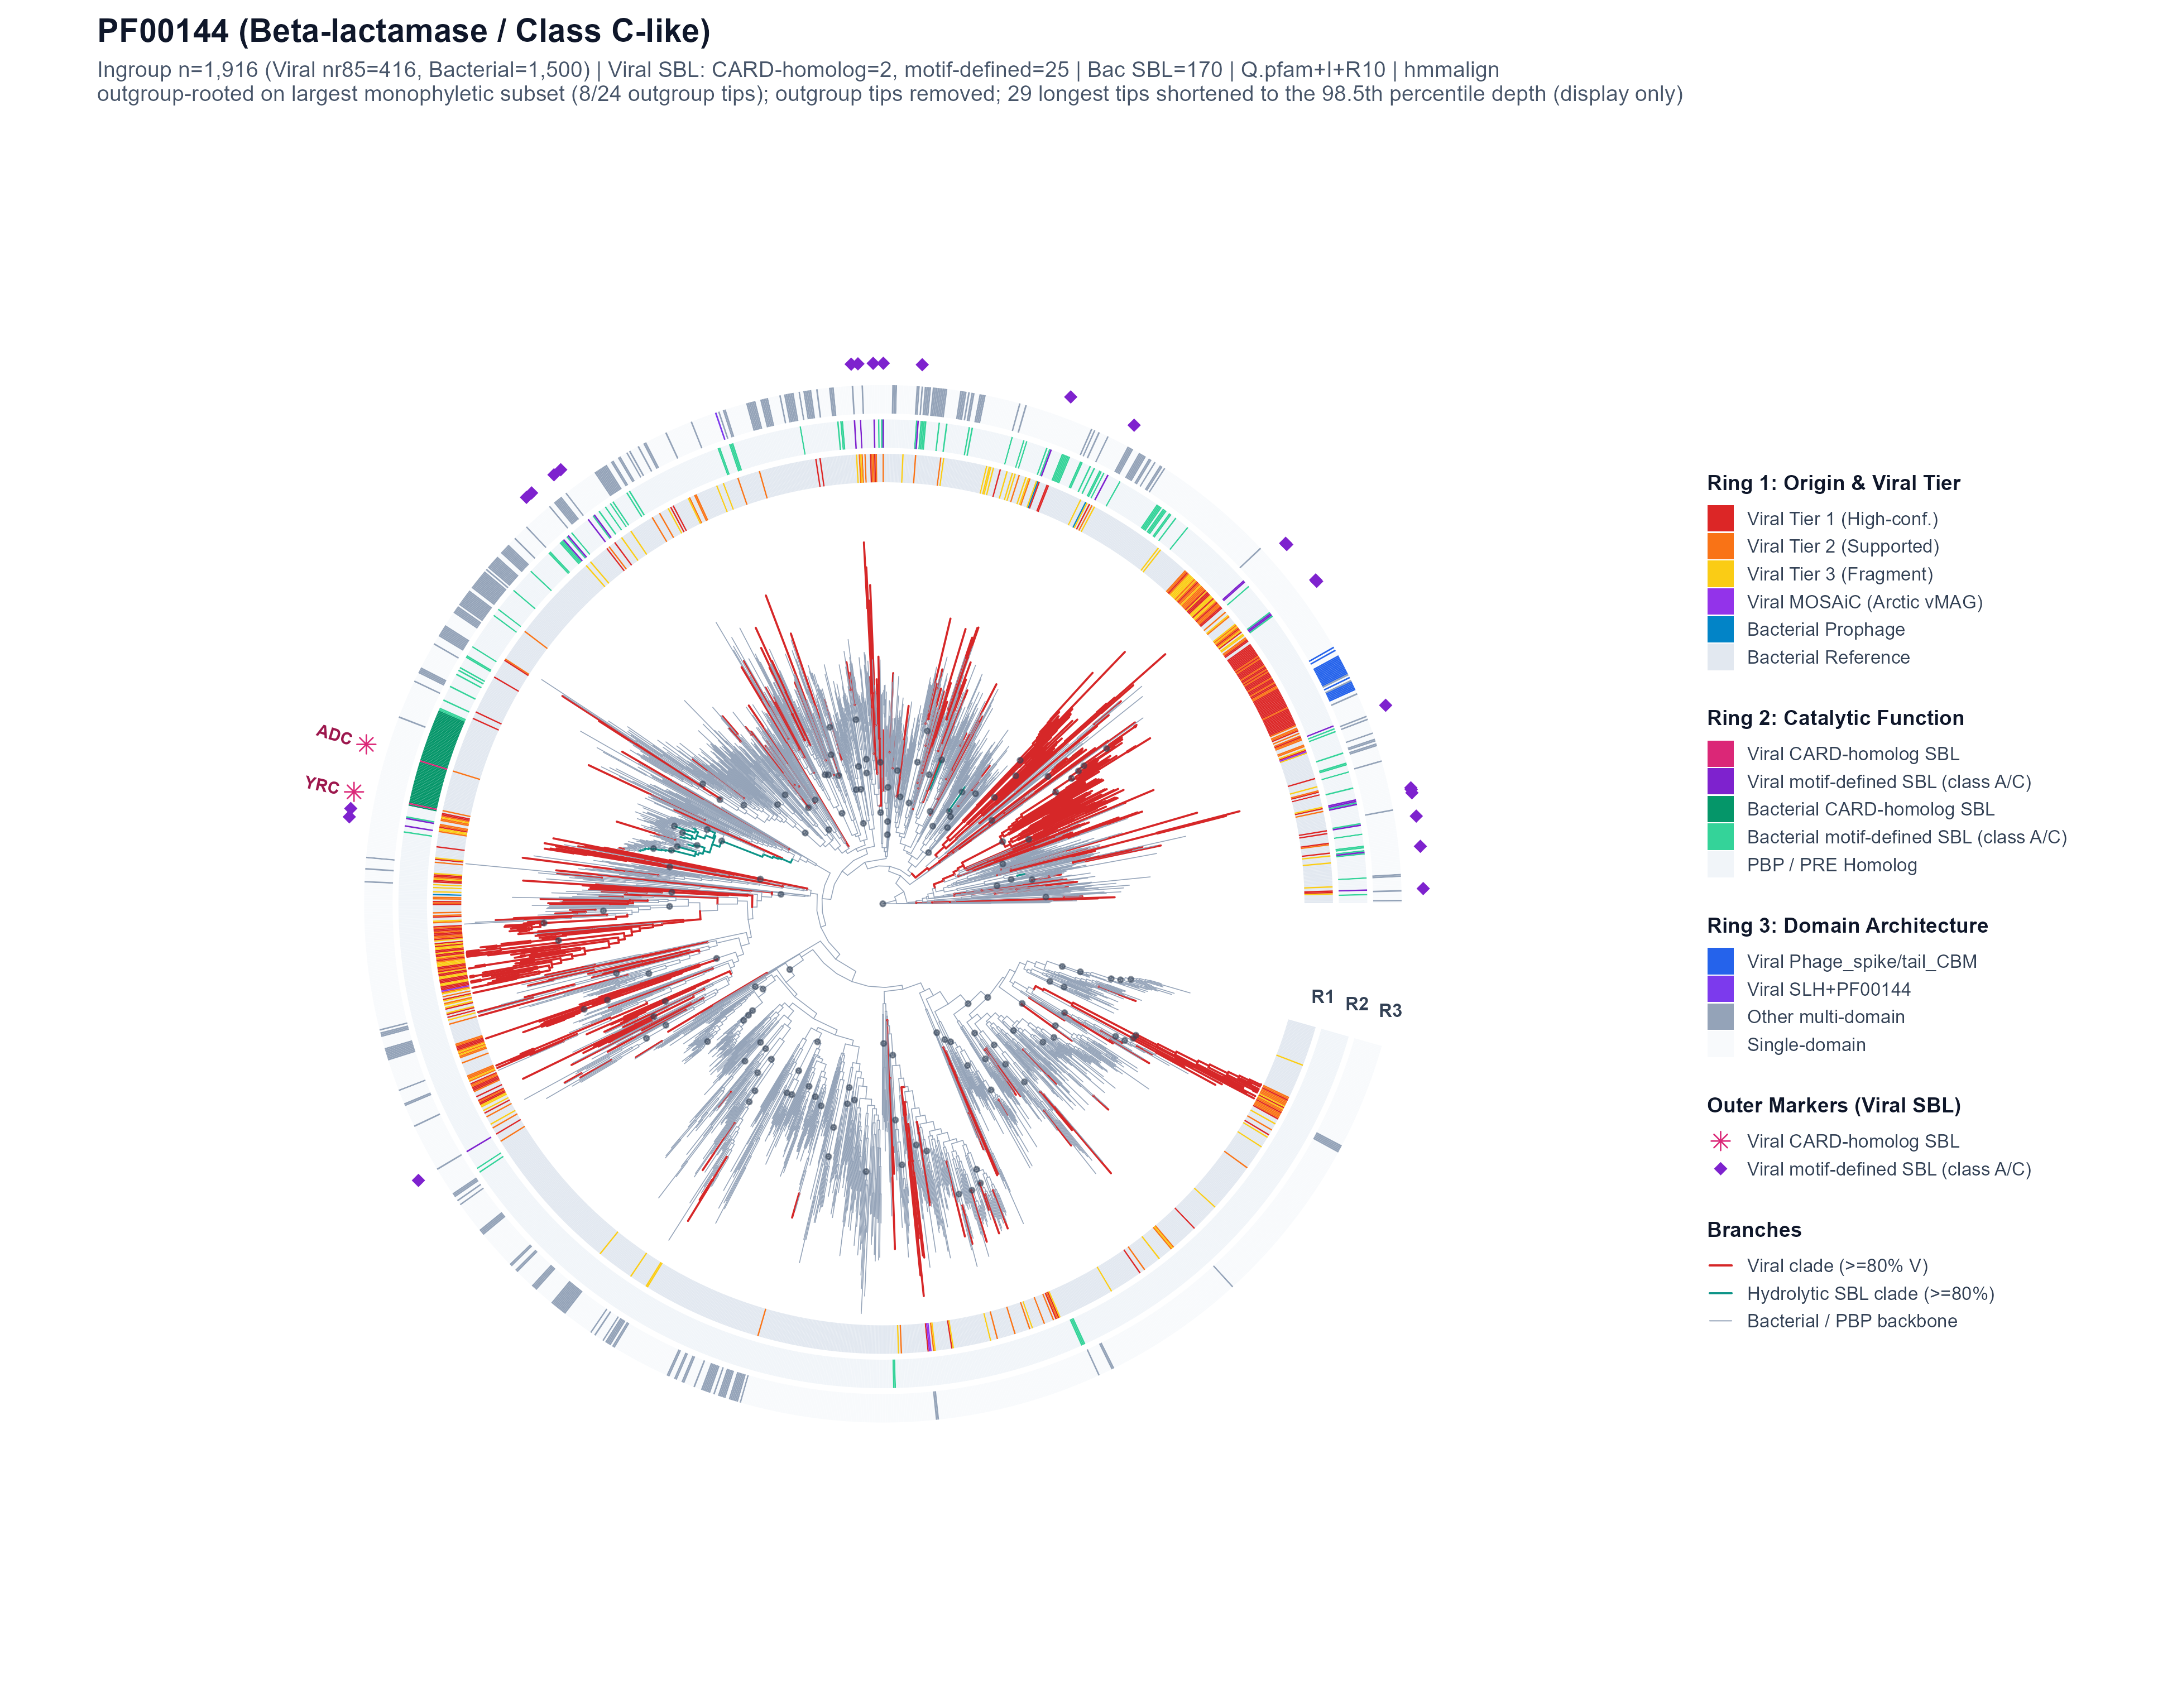 PF00144 (Beta-lactamase / Class C-like)
Ingroup n=1,916 (Viral nr85=416, Bacterial=1,500) | Viral SBL: CARD-homolog=2, motif-defined=25 | Bac SBL=170 | Q.pfam+I+R10 | hmmalign
outgroup-rooted on largest monophyletic subset (8/24 outgroup tips); outgroup tips removed; 29 longest tips shortened to the 98.5th percentile depth (display only)
ADC
YRC
R1 R2 R3
Ring 1: Origin & Viral Tier
Viral Tier 1 (High-conf.)
Viral Tier 2 (Supported)
Viral Tier 3 (Fragment)
Viral MOSAiC (Arctic vMAG)
Bacterial Prophage
Bacterial Reference
Ring 2: Catalytic Function
Viral CARD-homolog SBL
Viral motif-defined SBL (class A/C)
Bacterial CARD-homolog SBL
Bacterial motif-defined SBL (class A/C)
PBP / PRE Homolog
Ring 3: Domain Architecture
Viral Phage_spike/tail_CBM
Viral SLH+PF00144
Other multi-domain
Single-domain
Outer Markers (Viral SBL)
Viral CARD-homolog SBL
Viral motif-defined SBL (class A/C)
Branches
Viral clade (>=80% V)
Hydrolytic SBL clade (>=80%)
Bacterial / PBP backbone